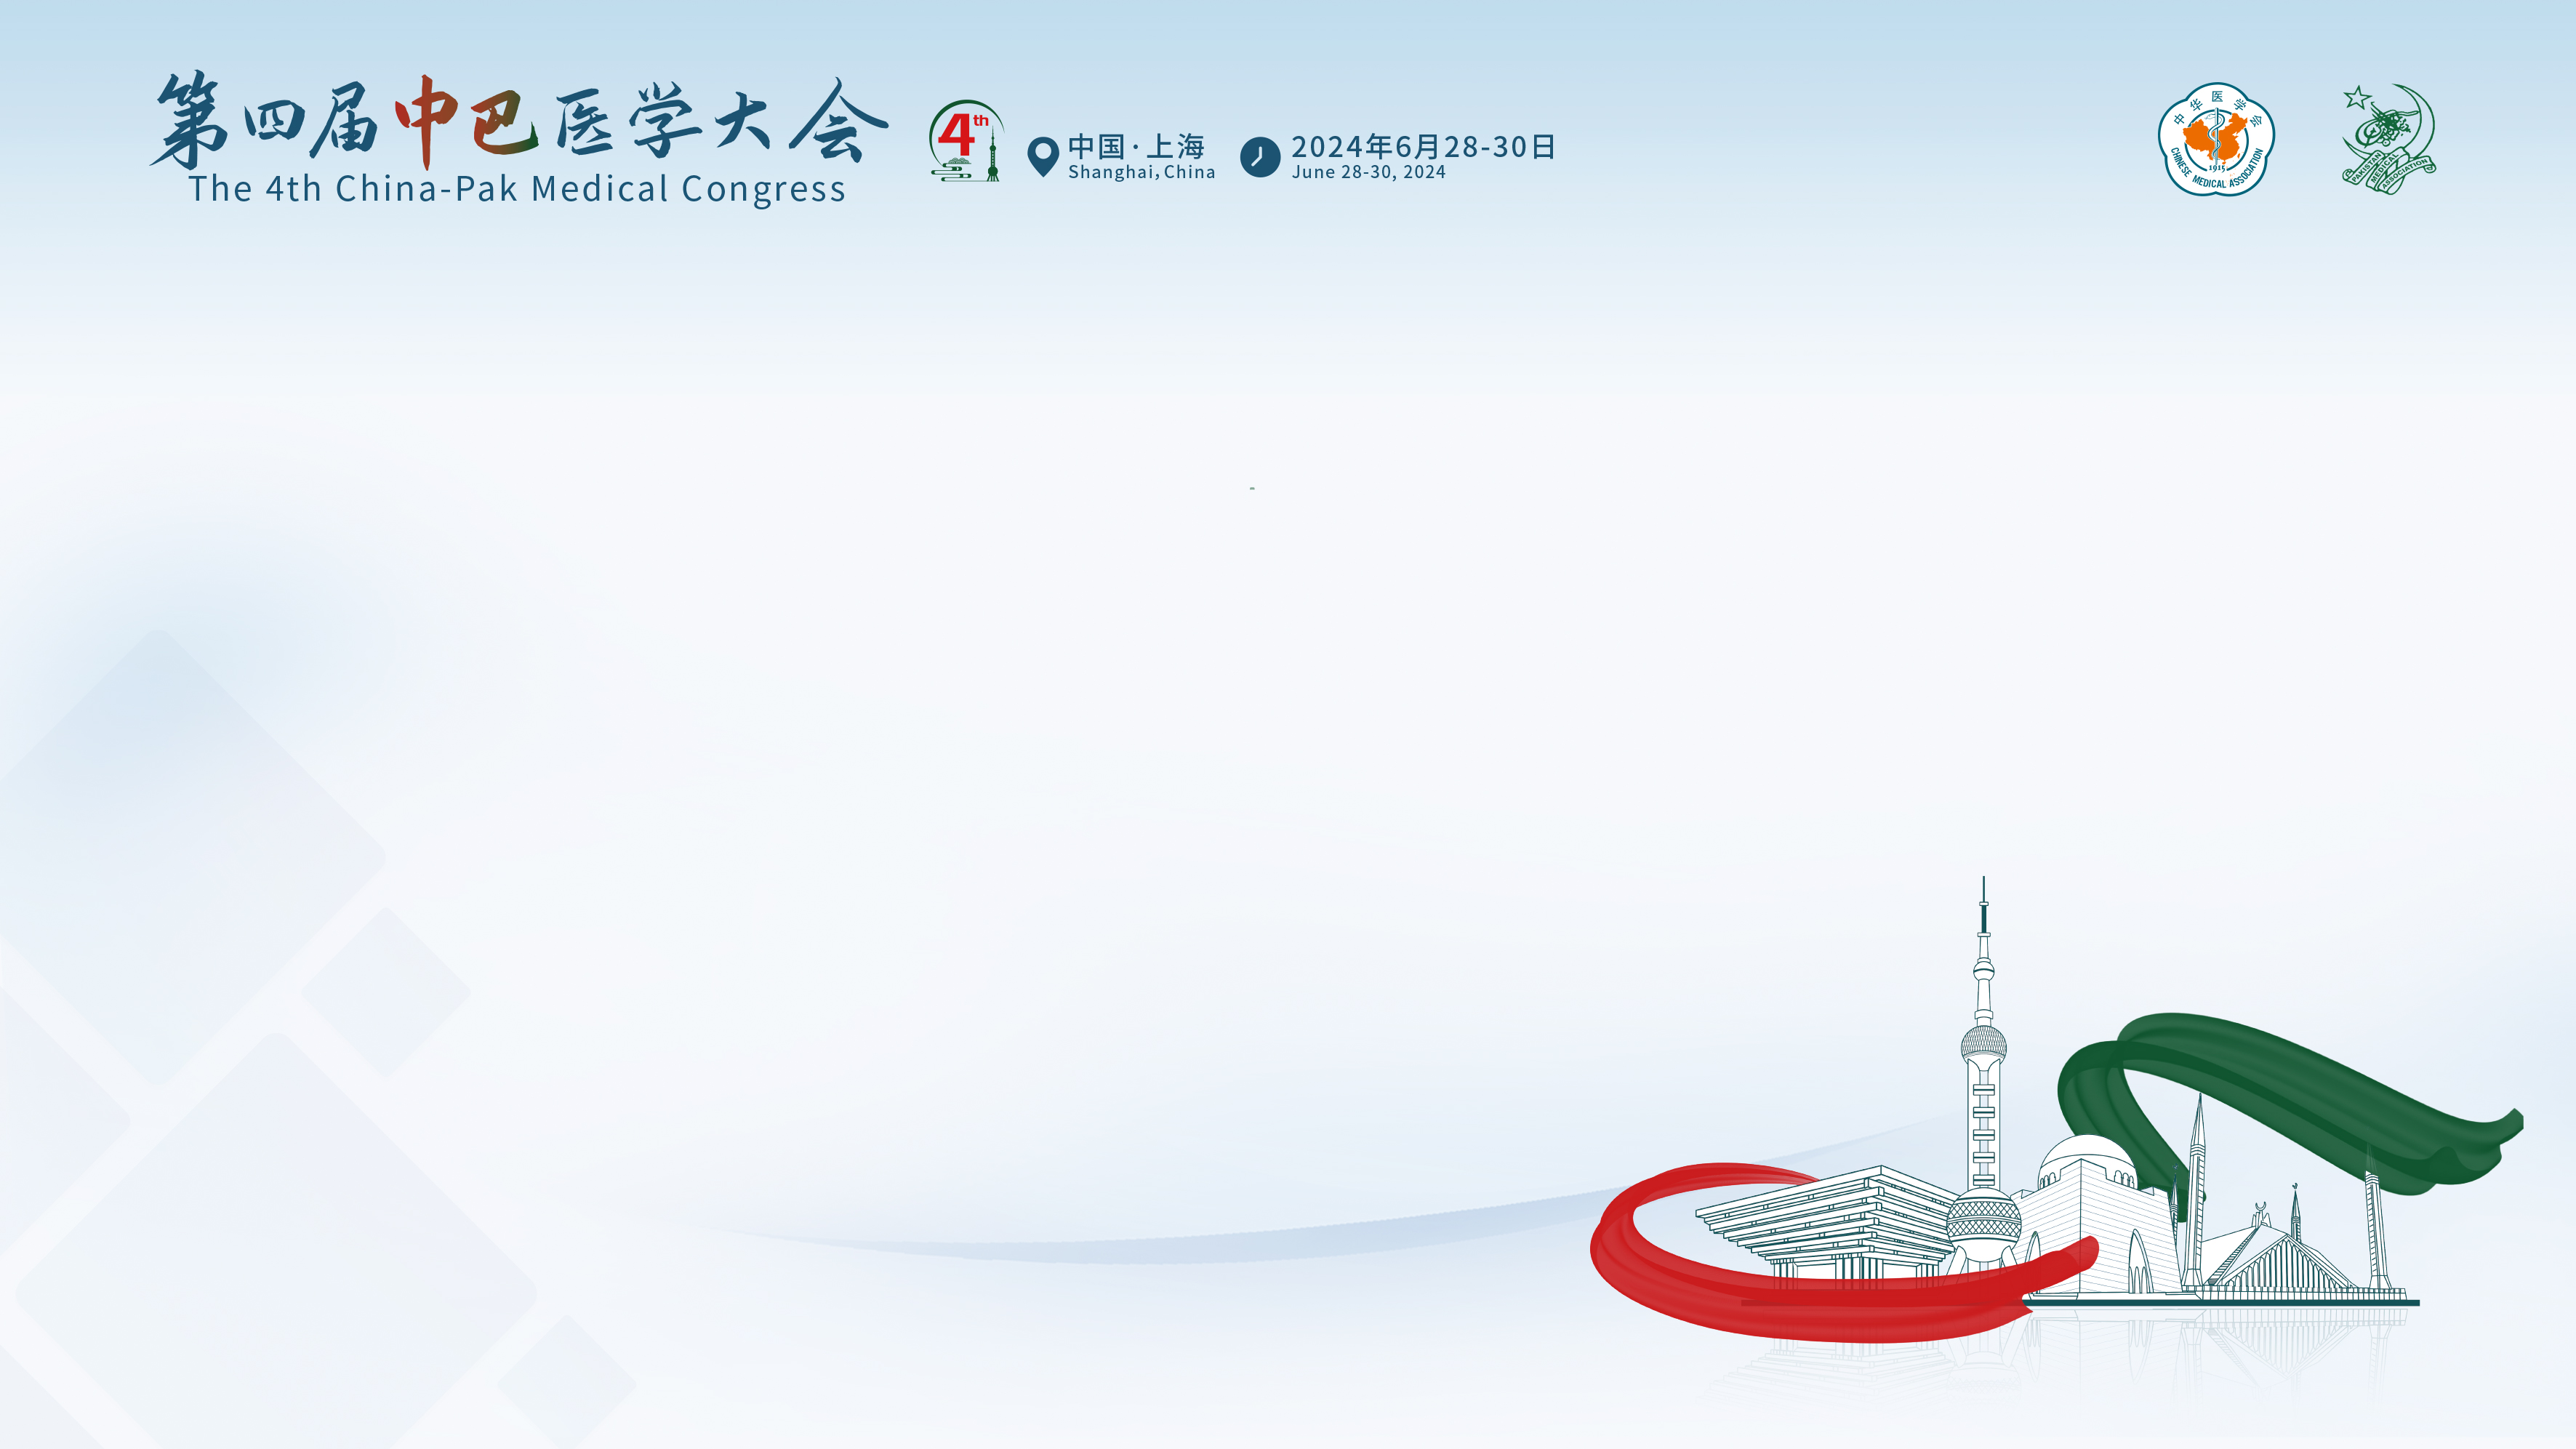 第四届中巴医学大会
The 4th China-Pak Medical Congress
4th
中国·上海
Shanghai, China
2024年6月28-30日
June 28-30, 2024
中华医学会
1915
CHINESE MEDICAL ASSOCIATION
PAKISTAN
MEDICAL
ASSOCIATION